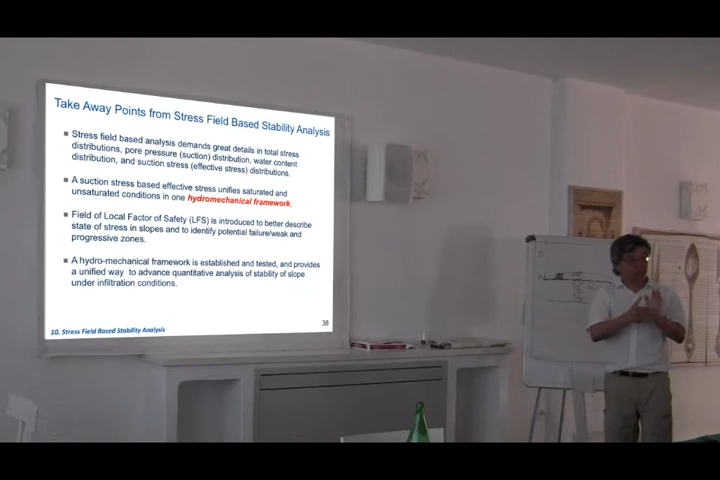 Take Away Points from Stress Field Based Stability Analysis
Stress field based analysis demands great details in total stress
distributions, pore pressure (suction) distribution, water content
distribution, and suction stress (effective stress) distributions.
A suction stress based effective stress unifies saturated and
unsaturated conditions in one hydromechanical framework.
Field of Local Factor of Safety (LFS) is introduced to better describe
state of stress in slopes and to identify potential failure/weak and
progressive zones.
A hydro-mechanical framework is established and tested, and provides
a unified way to advance quantitative analysis of stability of slope
under infiltration conditions.
38
10. Stress Field Based Stability Analysis